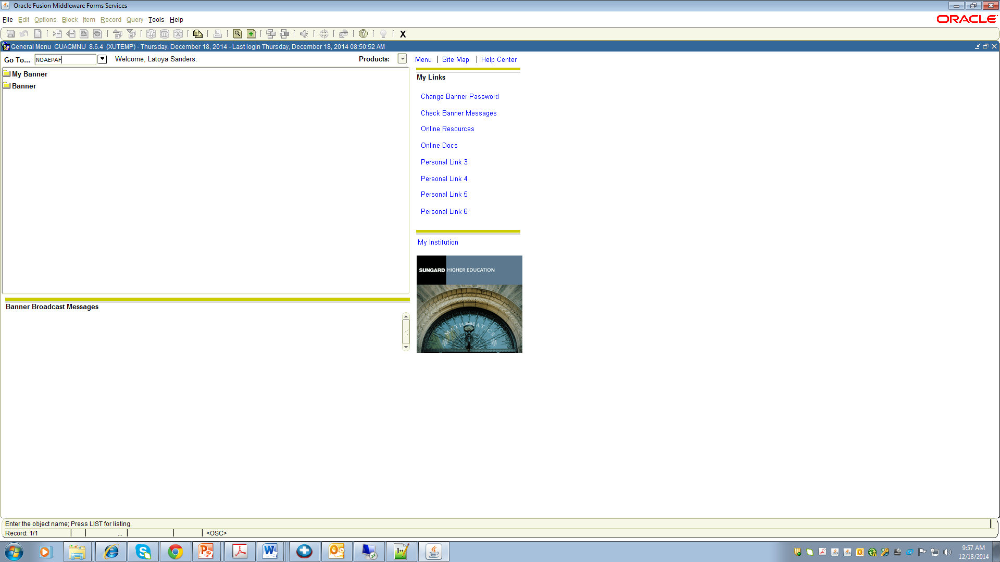 Oracle Fusion Middleware Forms Services
File Edit Options Block Item Record Query Tools Help
ORACLE
X
General Menu GUAGMNU 8.6.4 (XUTEMP) - Thursday, December 18, 2014 - Last login Thursday, December 18, 2014 08:50:52 AM
Go To... NOAEPAF Welcome, Latoya Sanders. Products: Menu | Site Map | Help Center
My Banner
Banner
My Links
Change Banner Password
Check Banner Messages
Online Resources
Online Docs
Personal Link 3
Personal Link 4
Personal Link 5
Personal Link 6
My Institution
SUNGARD HIGHER EDUCATION
MATHEMATICS
Banner Broadcast Messages
Enter the object name; Press LIST for listing.
Record: 1/1 ... <OSC>
9:57 AM
12/18/2014